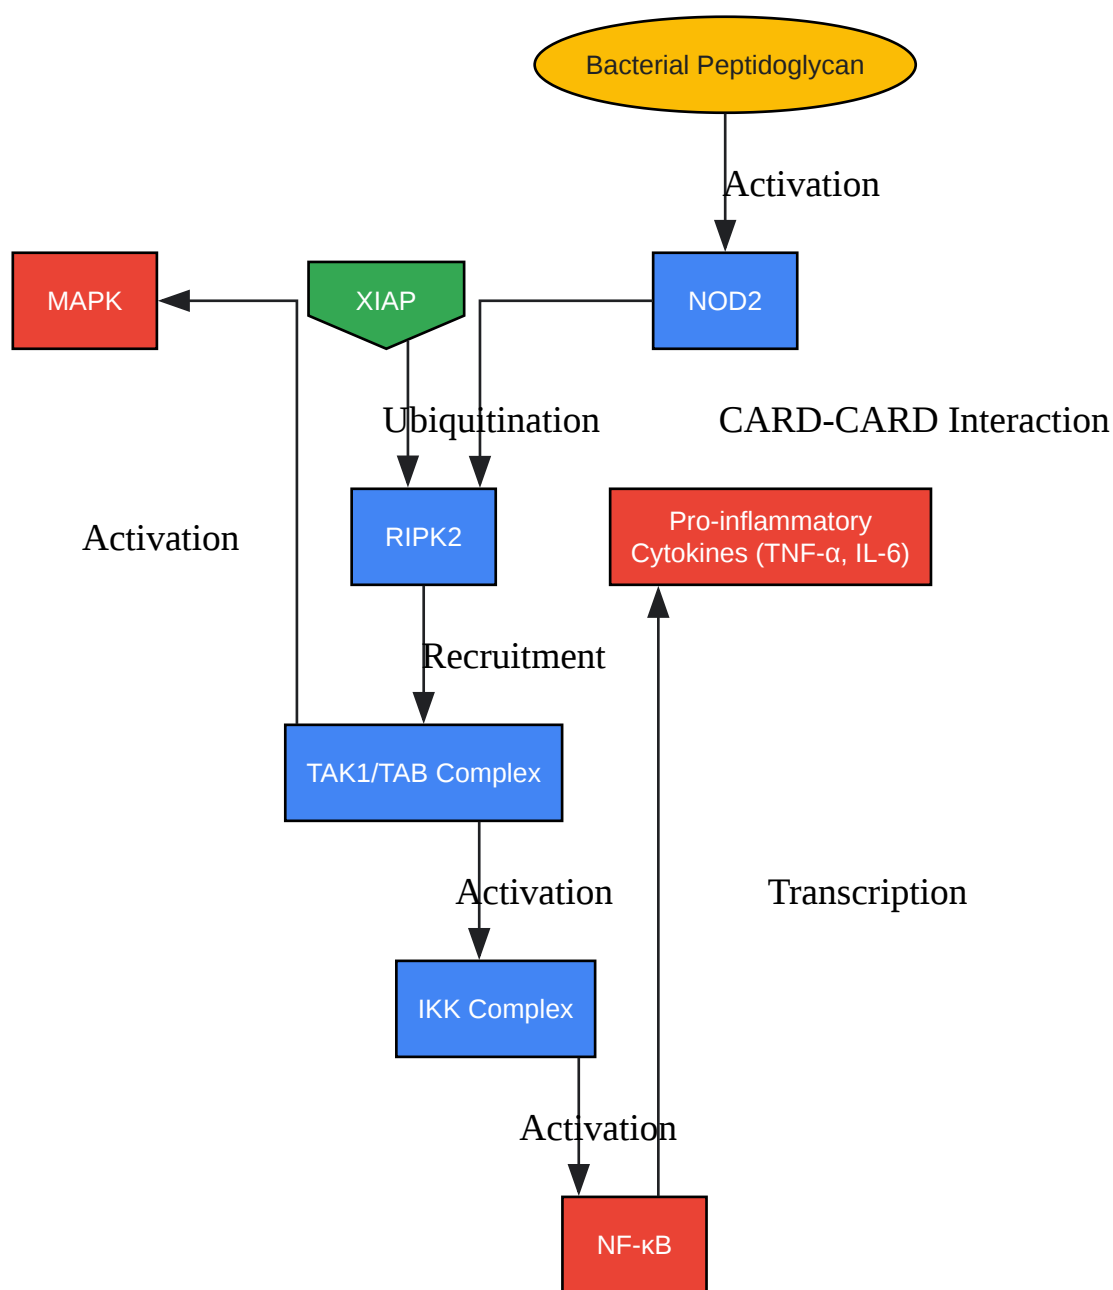 Bacterial Peptidoglycan
Activation
MAPK
XIAP
NOD2
Ubiquitination
CARD-CARD Interaction
Activation
RIPK2
Pro-inflammatory
Cytokines (TNF-α, IL-6)
Recruitment
TAK1/TAB Complex
Activation
Transcription
IKK Complex
Activation
NF-κB